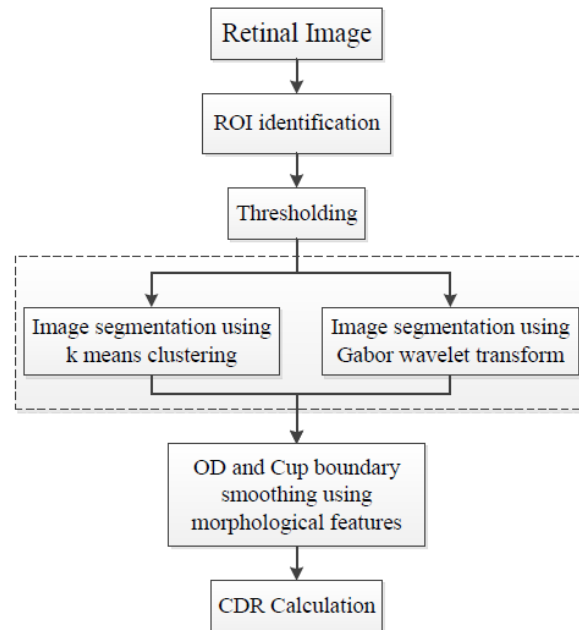 Retinal Image
ROI identification
Thresholding
Image segmentation using
k means clustering
Image segmentation using
Gabor wavelet transform
OD and Cup boundary
smoothing using
morphological features
CDR Calculation